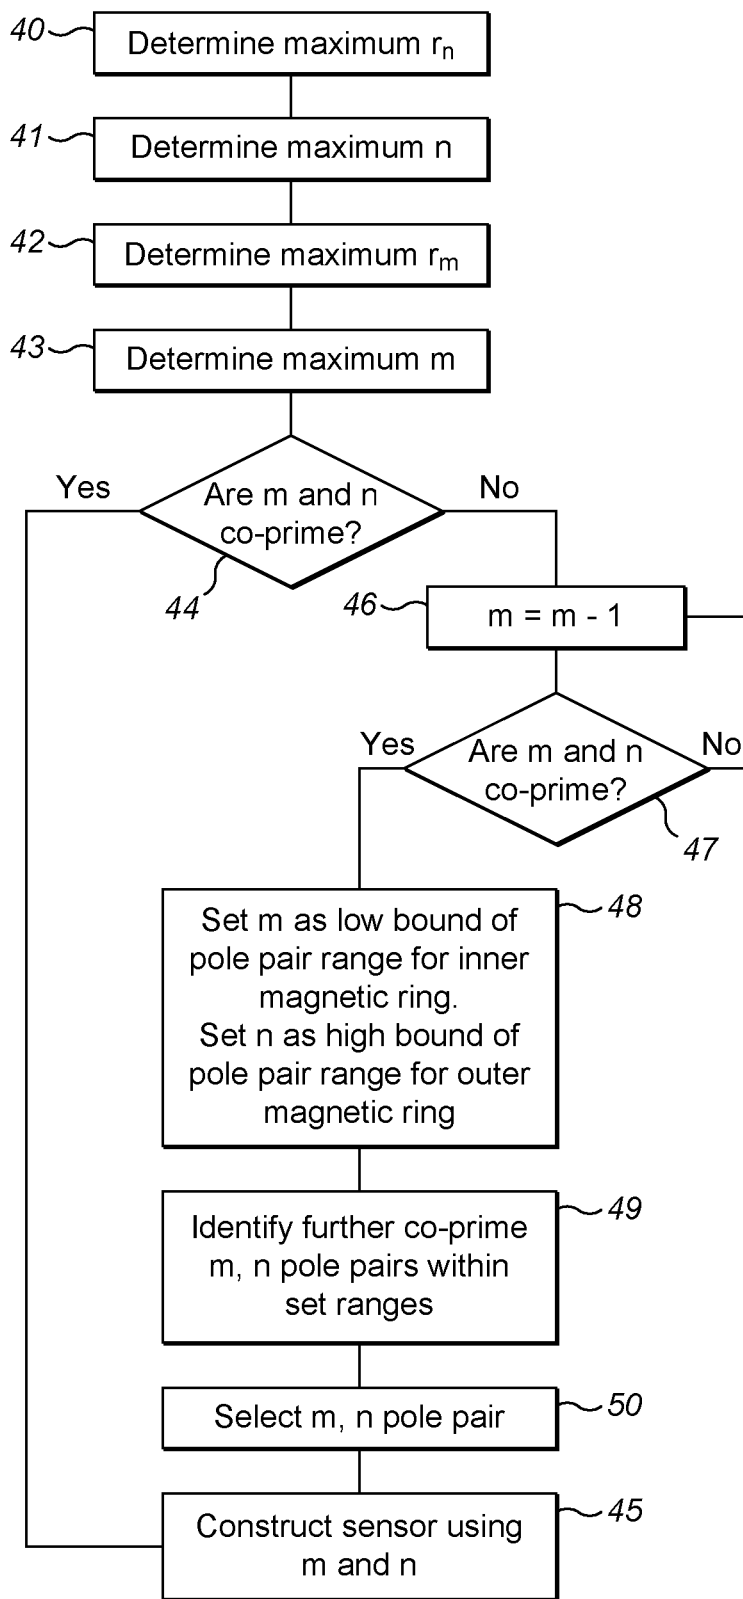 40
Determine maximum rₙ
41
Determine maximum n
42
Determine maximum rₘ
43
Determine maximum m
Yes
Are m and n
co-prime?
No
44
46
m = m - 1
Yes
Are m and n
co-prime?
No
47
Set m as low bound of
pole pair range for inner
magnetic ring.
Set n as high bound of
pole pair range for outer
magnetic ring
48
Identify further co-prime
m, n pole pairs within
set ranges
49
Select m, n pole pair
50
Construct sensor using
m and n
45